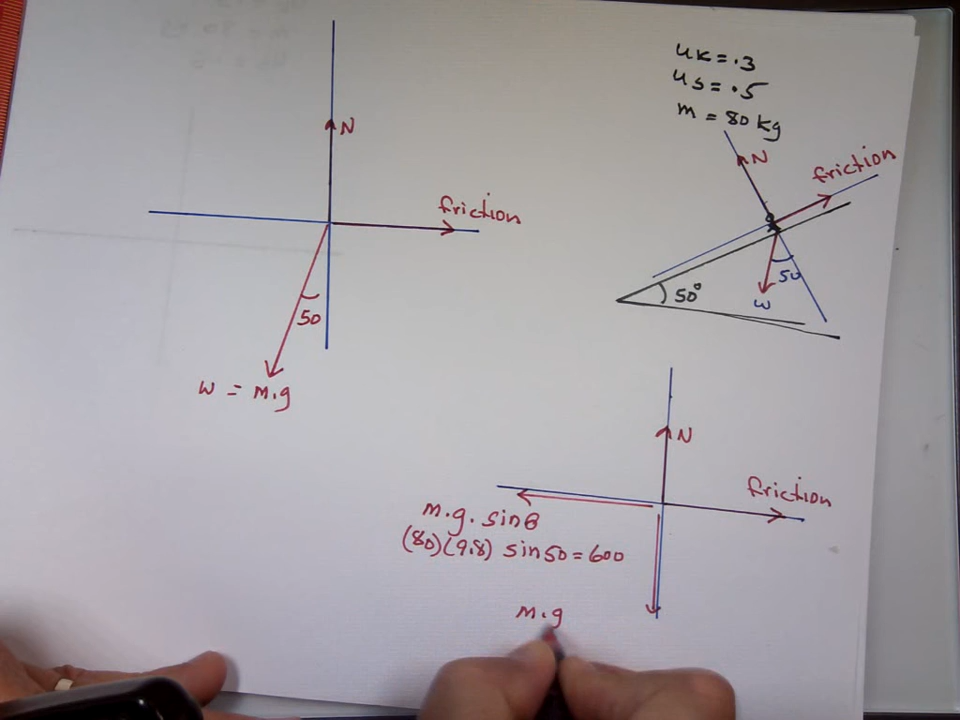 N
friction
50
w = m.g
uk = .3
us = .5
m = 80 kg
N
friction
50
50°
w
N
friction
m.g. sinθ
(80)(9.8) sin50 = 600
m.g